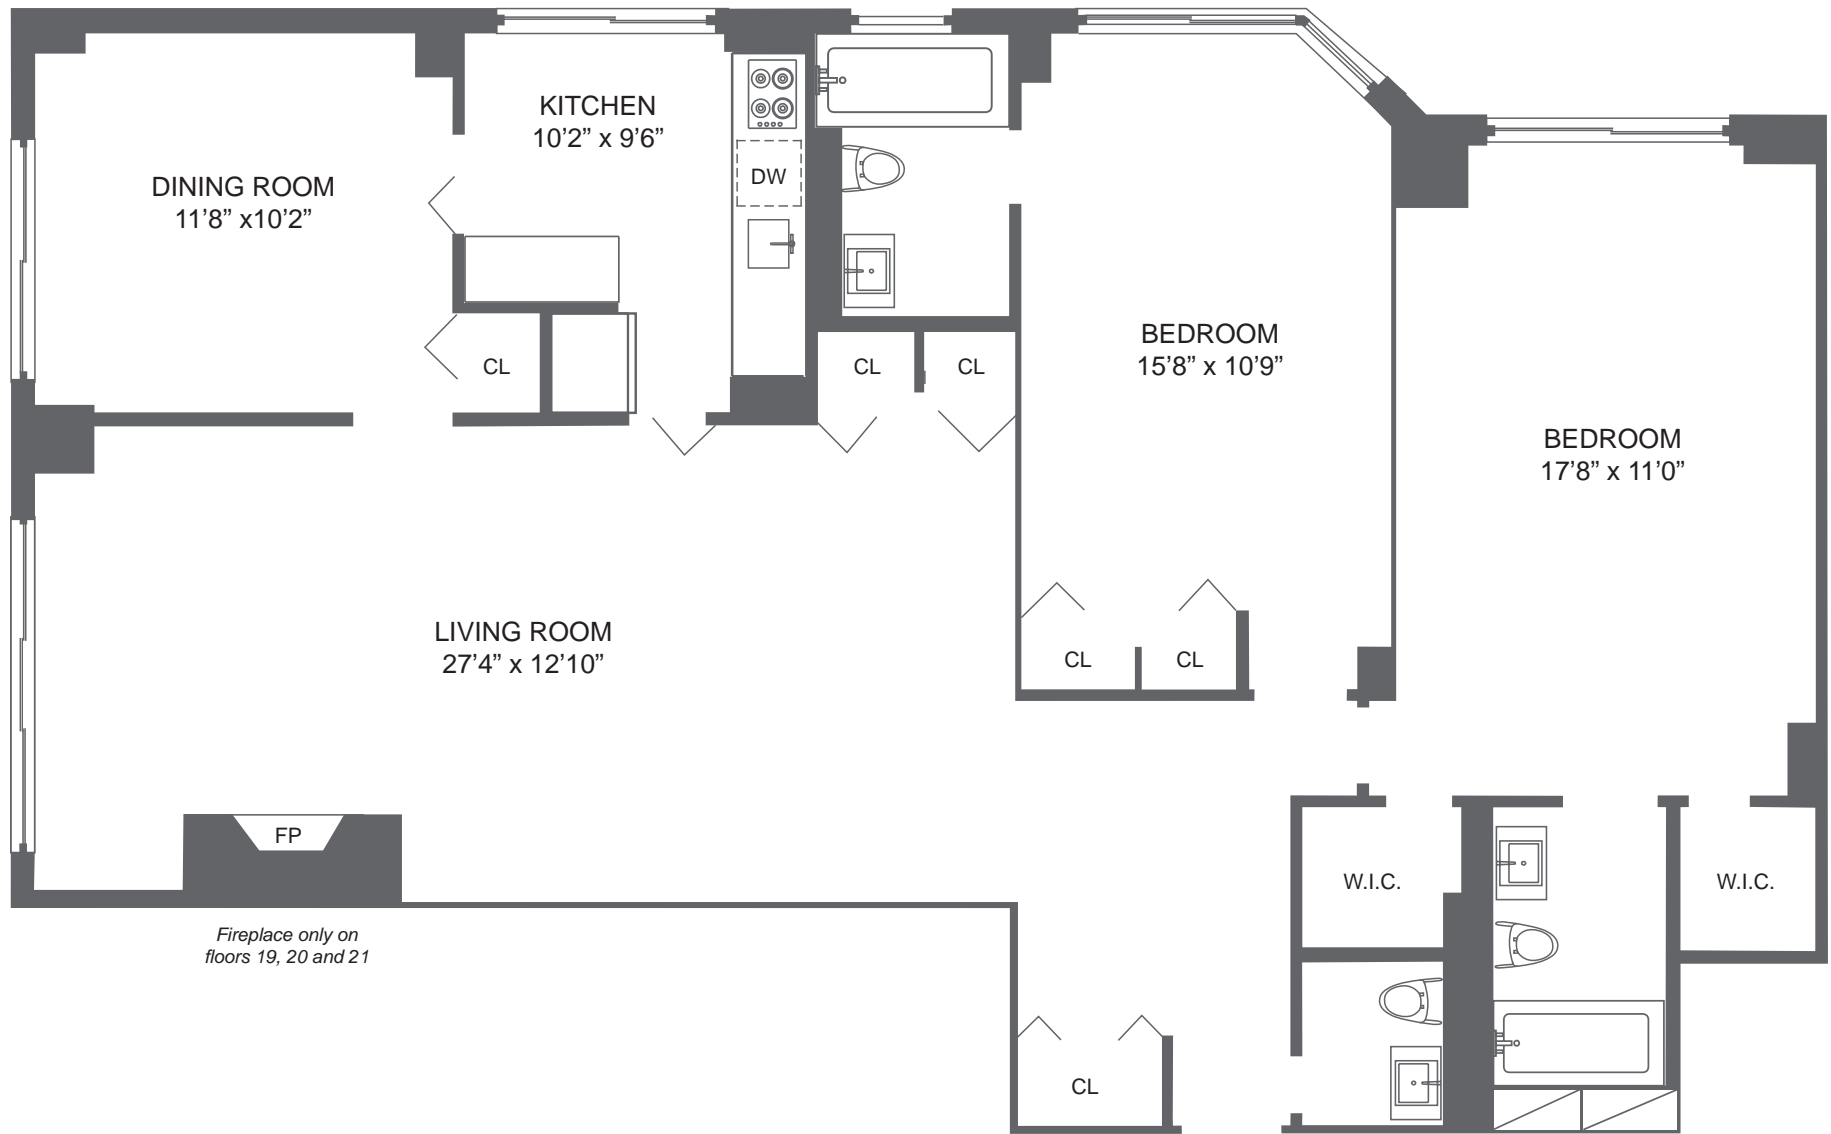 KITCHEN
10’2” x 9’6”
DINING ROOM
11’8” x10’2”
DW
CL
CL
CL
BEDROOM
15’8” x 10’9”
BEDROOM
17’8” x 11’0”
LIVING ROOM
27’4” x 12’10”
CL
CL
FP
W.I.C.
W.I.C.
Fireplace only on
floors 19, 20 and 21
CL